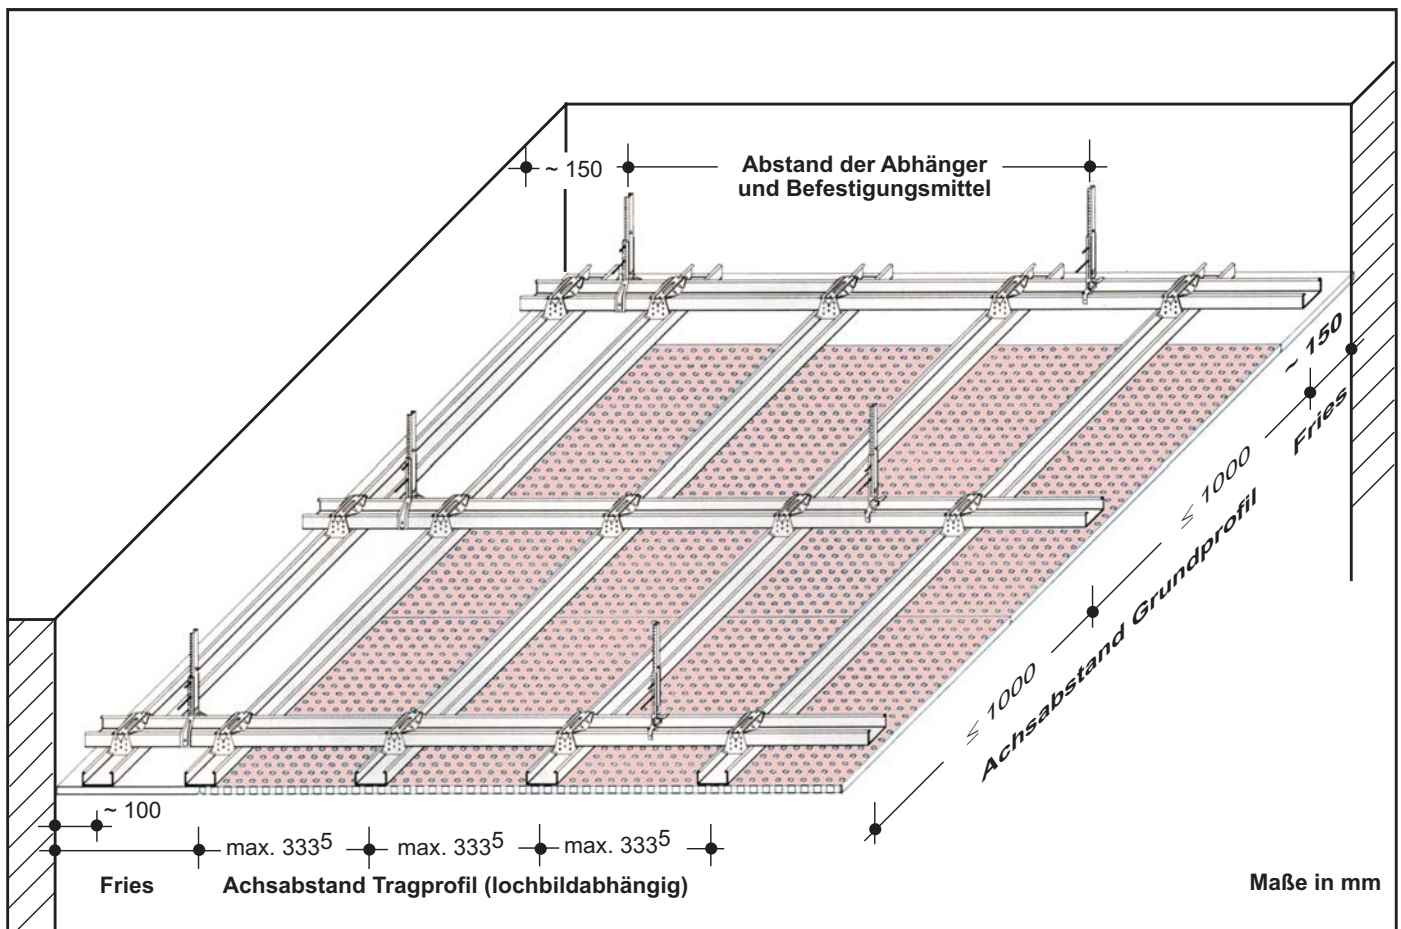 ~ 150
Abstand der Abhänger
und Befestigungsmittel
~ 150
Fries
≤ 1000
≤ 1000
Achsabstand Grundprofil
~ 100
max. 333⁵
max. 333⁵
max. 333⁵
Fries
Achsabstand Tragprofil (lochbildabhängig)
Maße in mm